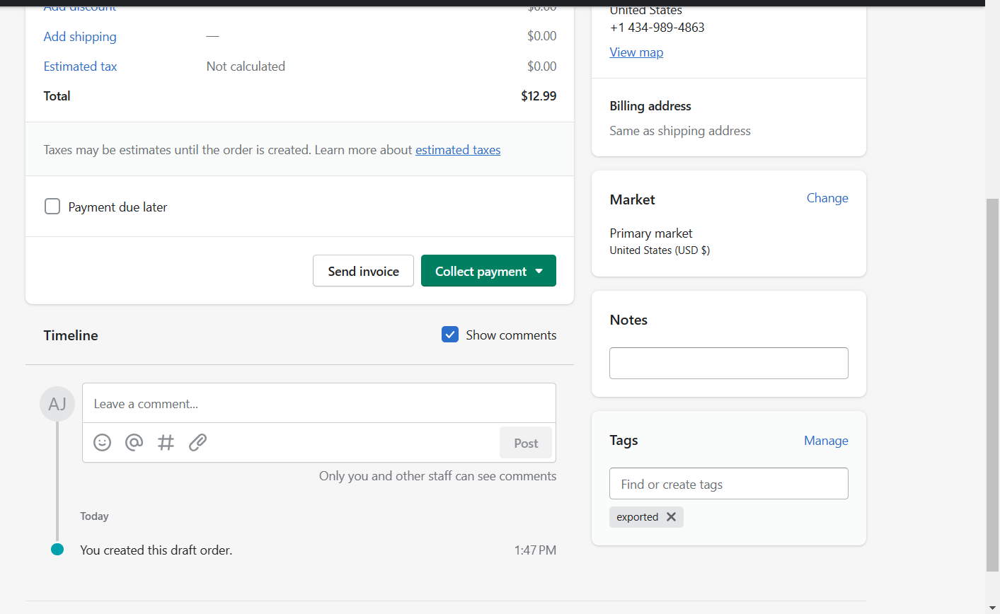 Add discount
$0.00
Add shipping
—
$0.00
Estimated tax
Not calculated
$0.00
Total
$12.99
Taxes may be estimates until the order is created. Learn more about estimated taxes
Payment due later
Send invoice
Collect payment
Timeline
Show comments
AJ
Leave a comment...
Post
Only you and other staff can see comments
Today
You created this draft order.
1:47 PM
United States
+1 434-989-4863
View map
Billing address
Same as shipping address
Market
Change
Primary market
United States (USD $)
Notes
Tags
Manage
Find or create tags
exported